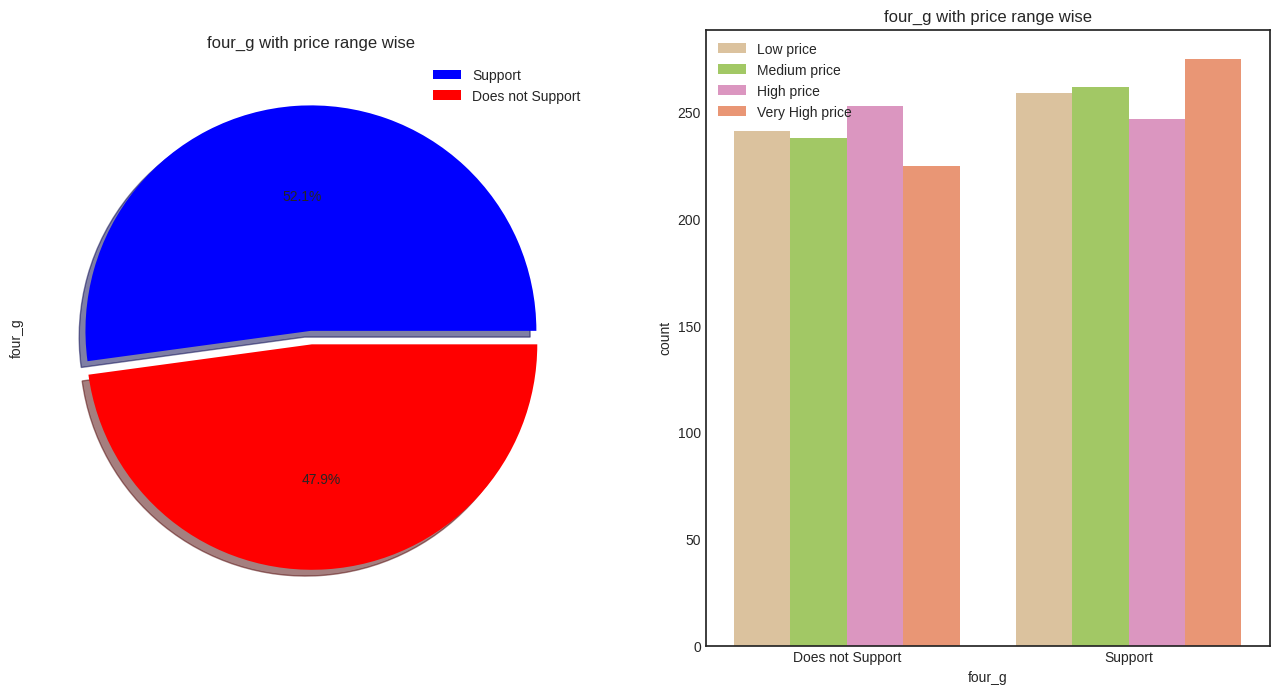 four_g with price range wise
Support
Does not Support
52.1%
47.9%
four_g
four_g with price range wise
Low price
Medium price
High price
Very High price
250
200
150
100
50
0
count
Does not Support
Support
four_g